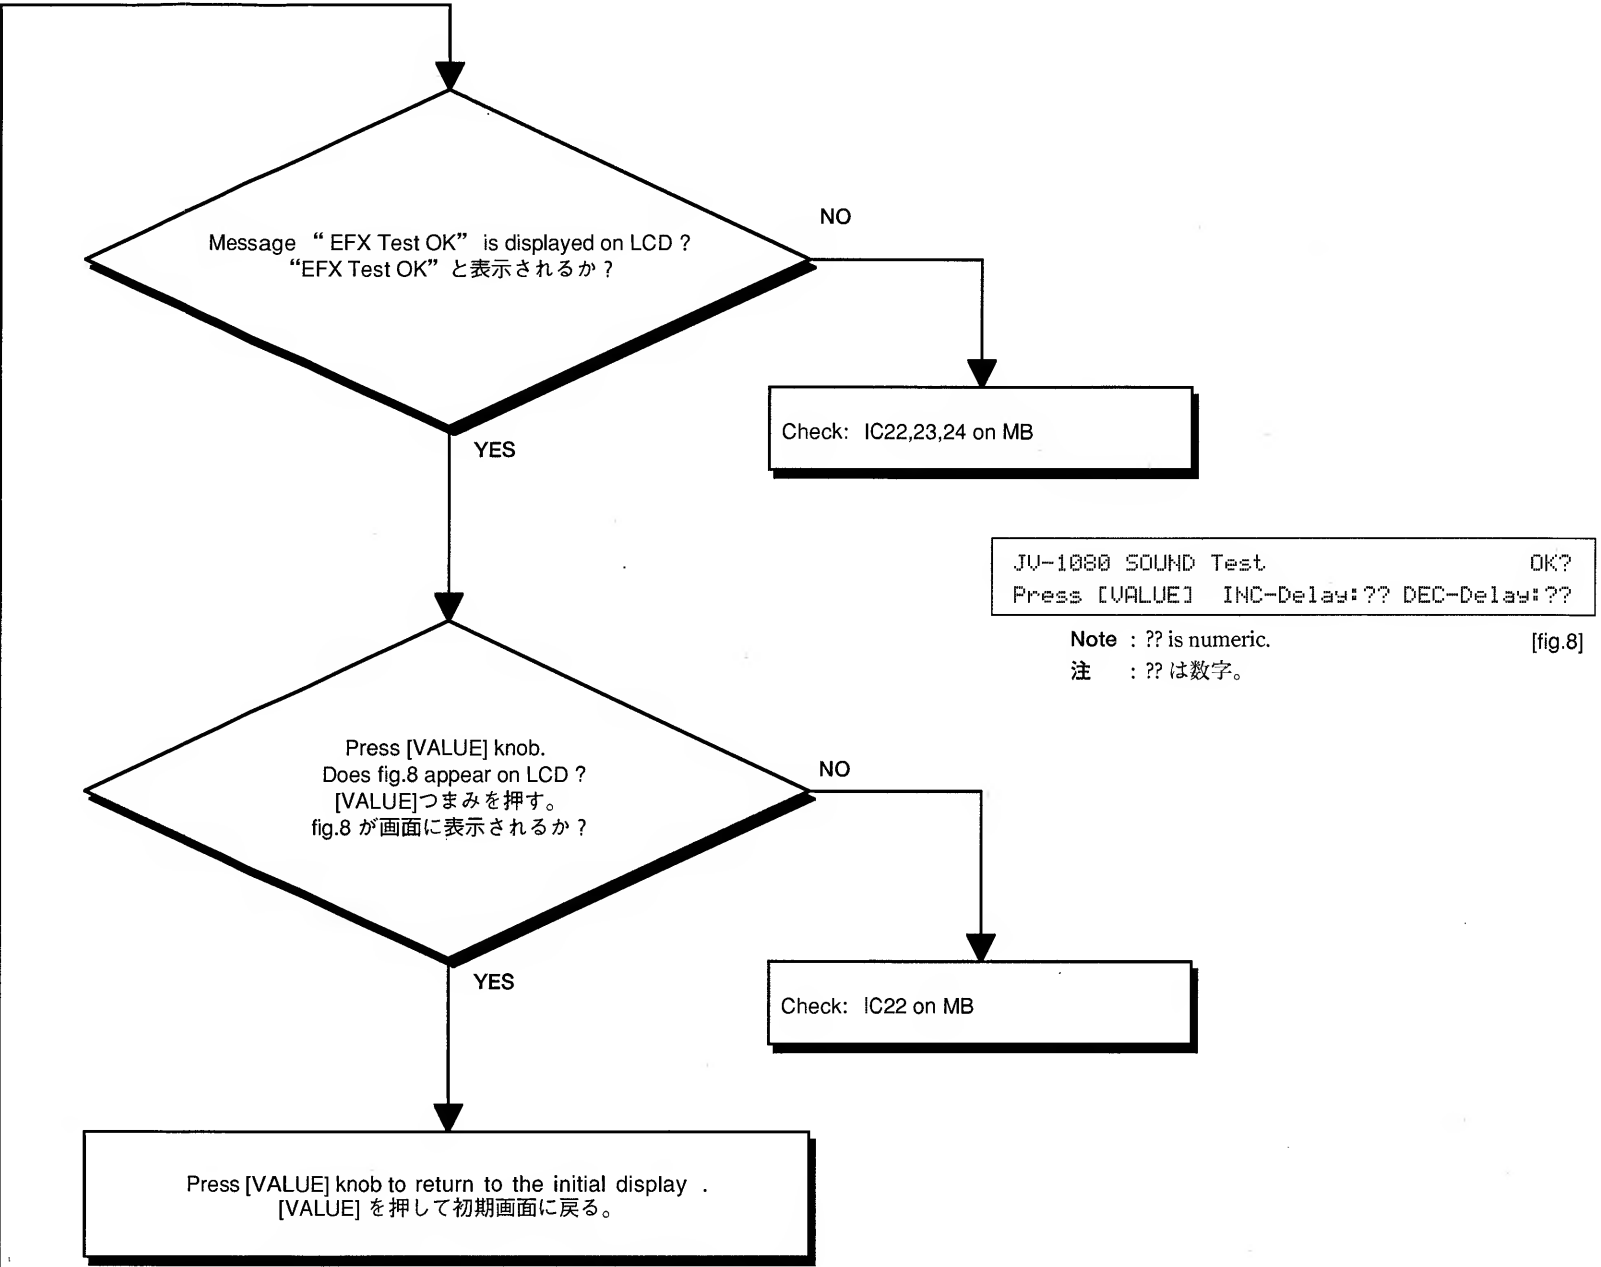 NO
Message “ EFX Test OK” is displayed on LCD ?
“EFX Test OK” と表示されるか ?
Check: IC22,23,24 on MB
YES
JV-1080 SOUND Test OK?
Press [VALUE] INC-Delay:?? DEC-Delay:??
Note : ?? is numeric. [fig.8]
注 : ?? は数字。
Press [VALUE] knob.
Does fig.8 appear on LCD ?
[VALUE]つまみを押す。
fig.8 が画面に表示されるか ?
NO
YES
Check: IC22 on MB
Press [VALUE] knob to return to the initial display .
[VALUE] を押して初期画面に戻る。